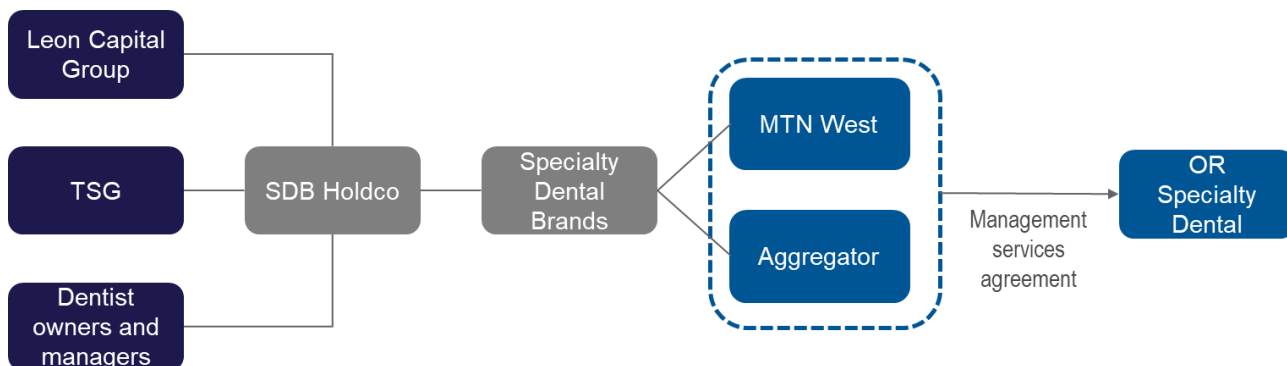 Leon Capital
Group
TSG
Dentist
owners and
managers
SDB Holdco
Specialty
Dental
Brands
MTN West
Aggregator
Management
services
agreement
OR
Specialty
Dental